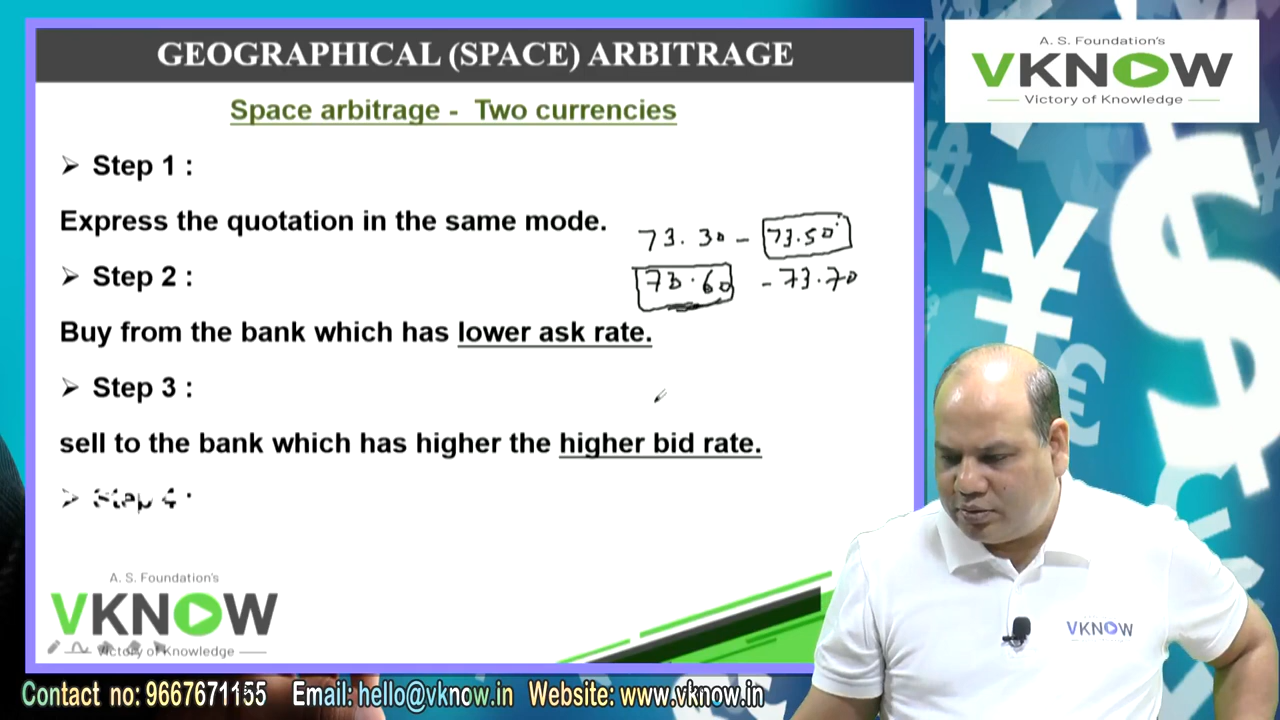 GEOGRAPHICAL (SPACE) ARBITRAGE
Space arbitrage - Two currencies
➢ Step 1 :
Express the quotation in the same mode.
73.30 – 73.50
➢ Step 2 :
73.60 - 73.70
Buy from the bank which has lower ask rate.
➢ Step 3 :
sell to the bank which has higher the higher bid rate.
➢ Step 4 :
A. S. Foundation's
VKNOW
Victory of Knowledge
A. S. Foundation's
VKNOW
Victory of Knowledge
VKNOW
Contact no: 9667671155 Email: hello@vknow.in Website: www.vknow.in